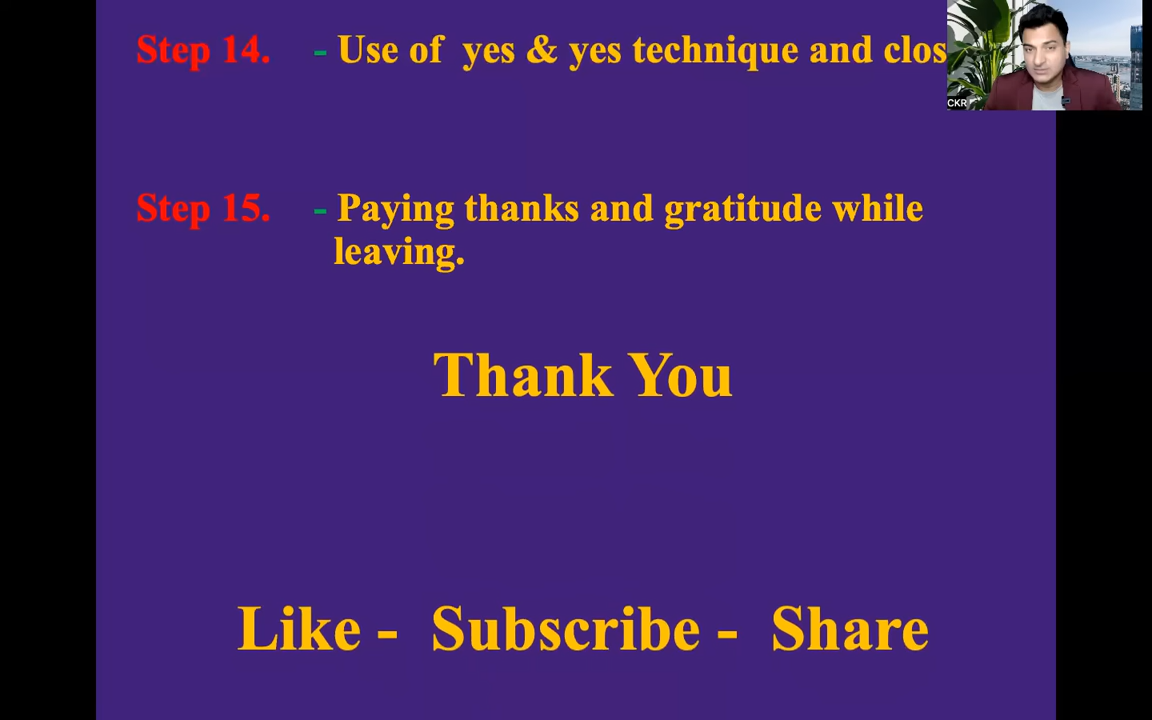 Step 14. - Use of yes & yes technique and clos
Step 15. - Paying thanks and gratitude while
leaving.
Thank You
Like - Subscribe - Share
CKR